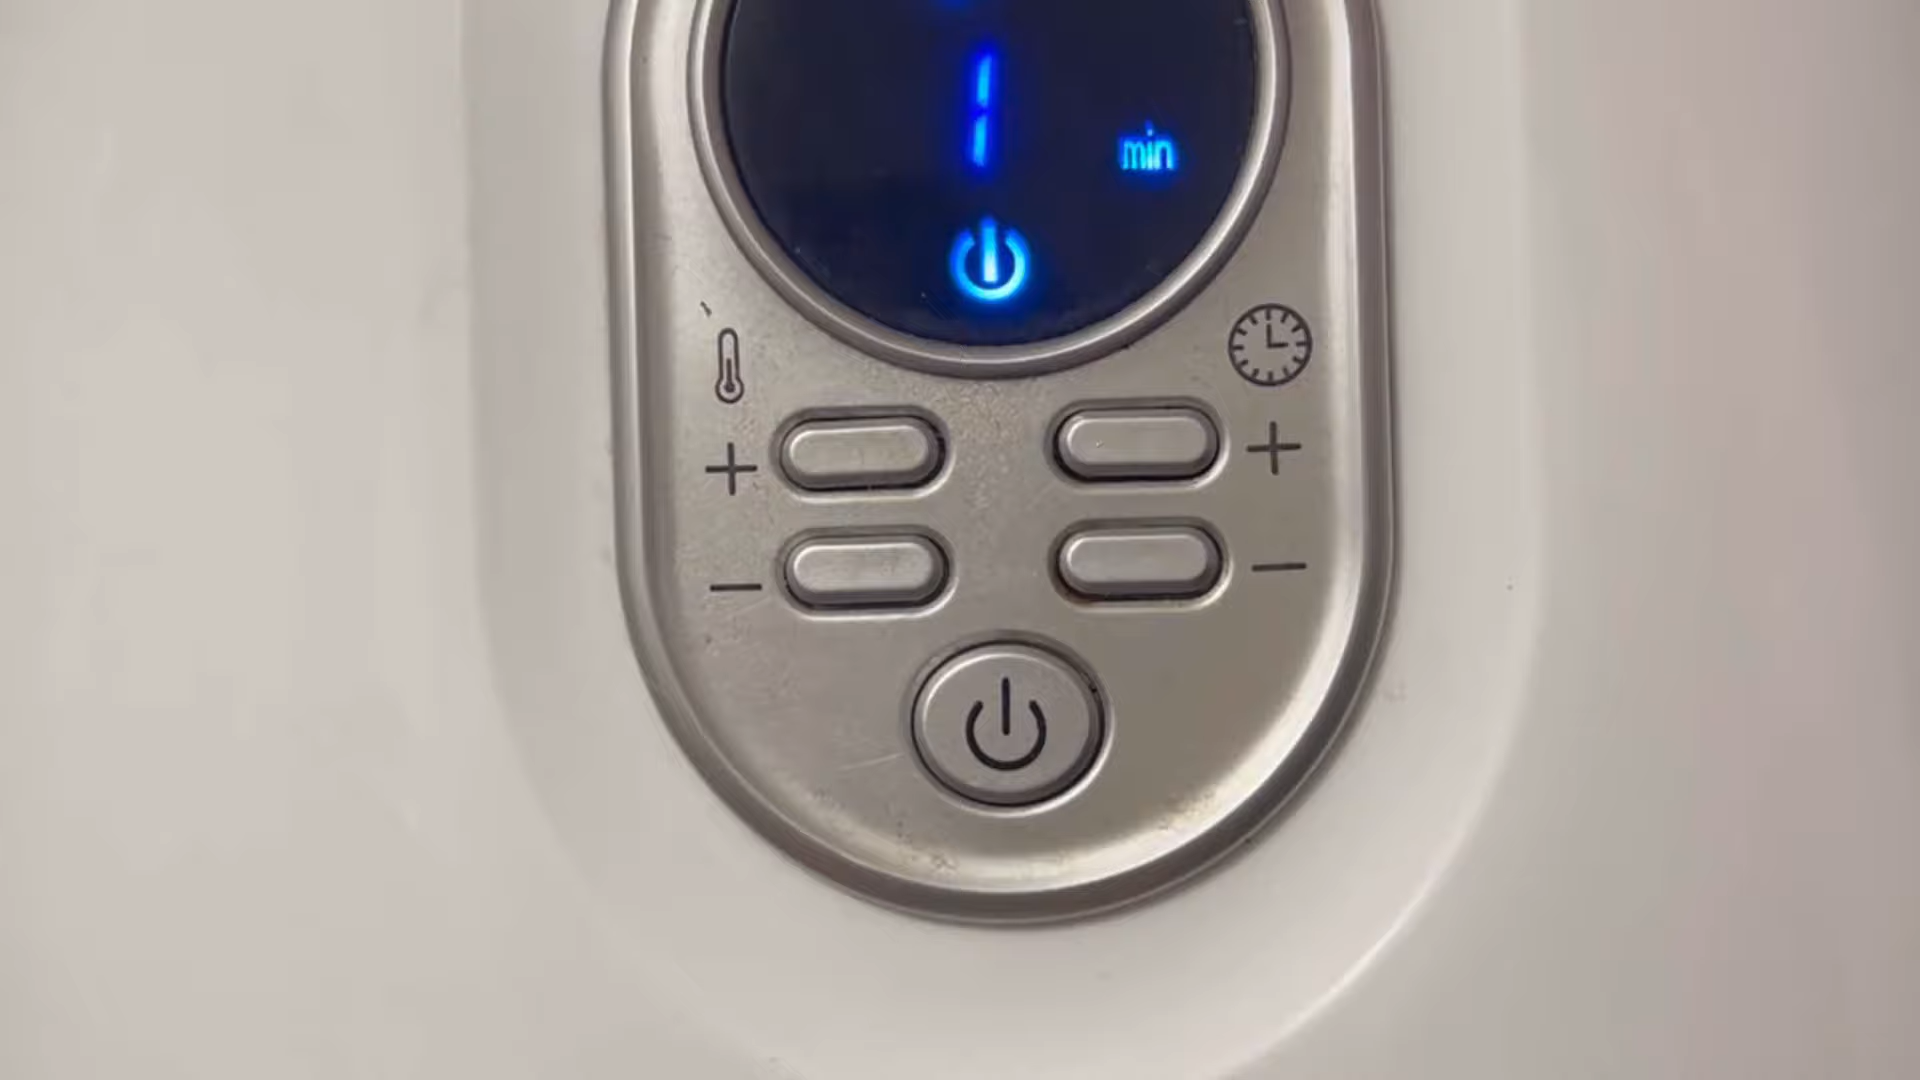 1
min
+ +
− −